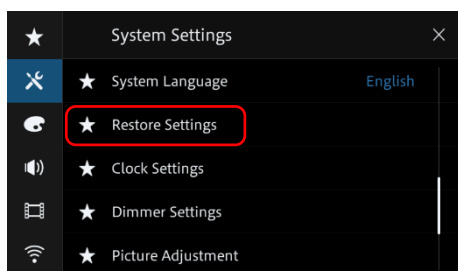 System Settings
System Language English
Restore Settings
Clock Settings
Dimmer Settings
Picture Adjustment